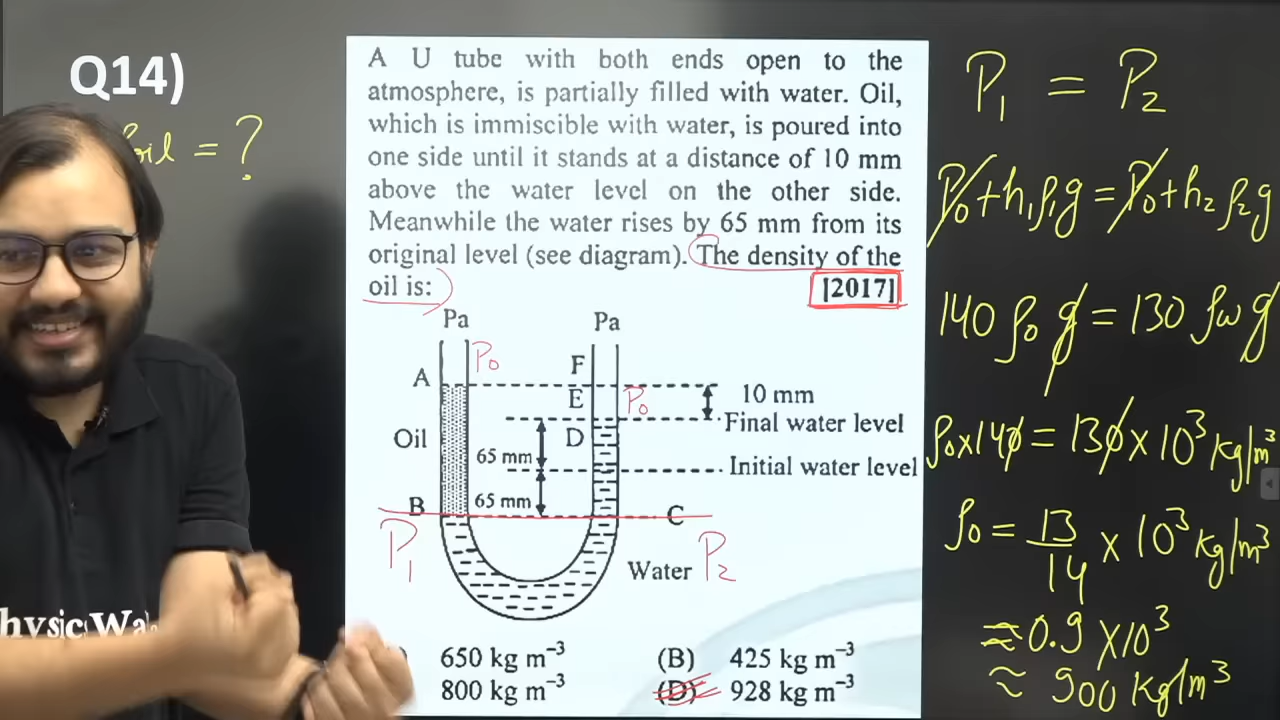 Q14)
ρoil = ?
A U tube with both ends open to the
atmosphere, is partially filled with water. Oil,
which is immiscible with water, is poured into
one side until it stands at a distance of 10 mm
above the water level on the other side.
Meanwhile the water rises by 65 mm from its
original level (see diagram). The density of the
oil is:
[2017]
Pa
Pa
P₀
A
F
E
P₀
10 mm
Final water level
Oil
D
65 mm
Initial water level
B
65 mm
C
P₁
P₂
Water
650 kg m⁻³
(B) 425 kg m⁻³
800 kg m⁻³
(D) 928 kg m⁻³
P₁ = P₂
P₀ + h₁ρ₁g = P₀ + h₂ρ₂g
140 ρ₀ g = 130 ρw g
ρ₀ × 140 = 130 × 10³ kg/m³
ρ₀ = 13/14 × 10³ kg/m³
≈ 0.9 × 10³
≈ 900 kg/m³
hysics Wa